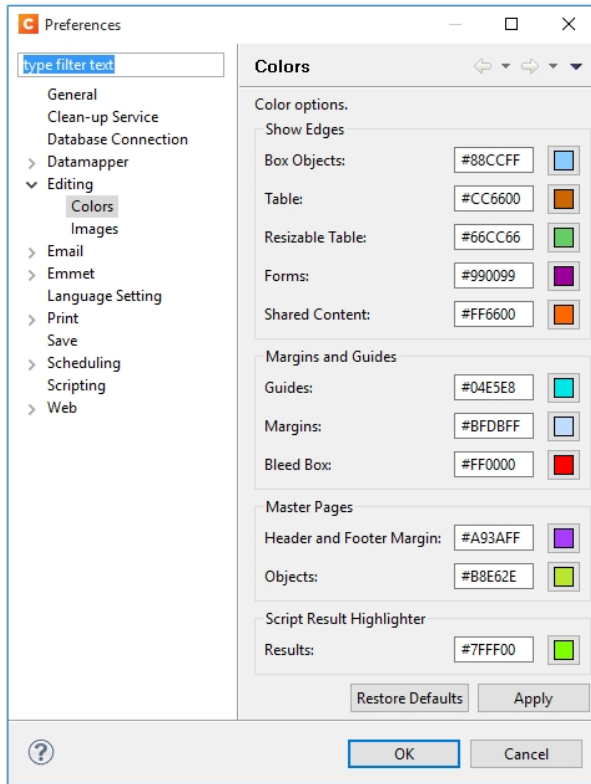 Preferences
type filter text
General
Clean-up Service
Database Connection
Datamapper
Editing
Colors
Images
Email
Emmet
Language Setting
Print
Save
Scheduling
Scripting
Web
Colors
Color options.
Show Edges
Box Objects: #88CCFF
Table: #CC6600
Resizable Table: #66CC66
Forms: #990099
Shared Content: #FF6600
Margins and Guides
Guides: #04E5E8
Margins: #BFDBFF
Bleed Box: #FF0000
Master Pages
Header and Footer Margin: #A93AFF
Objects: #B8E62E
Script Result Highlighter
Results: #7FFF00
Restore Defaults Apply
OK Cancel